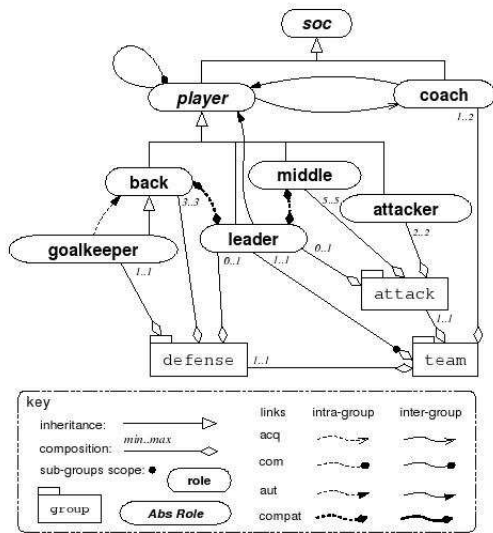 soc
player
coach
1..2
back
middle
3..3
5..5
attacker
goalkeeper
leader
2..2
1..1
0..1
1..1
0..1
attack
1..1
defense
1..1
team
key
inheritance:
links
intra-group
inter-group
min..max
acq
composition:
com
sub-groups scope:
role
aut
group
Abs Role
compat